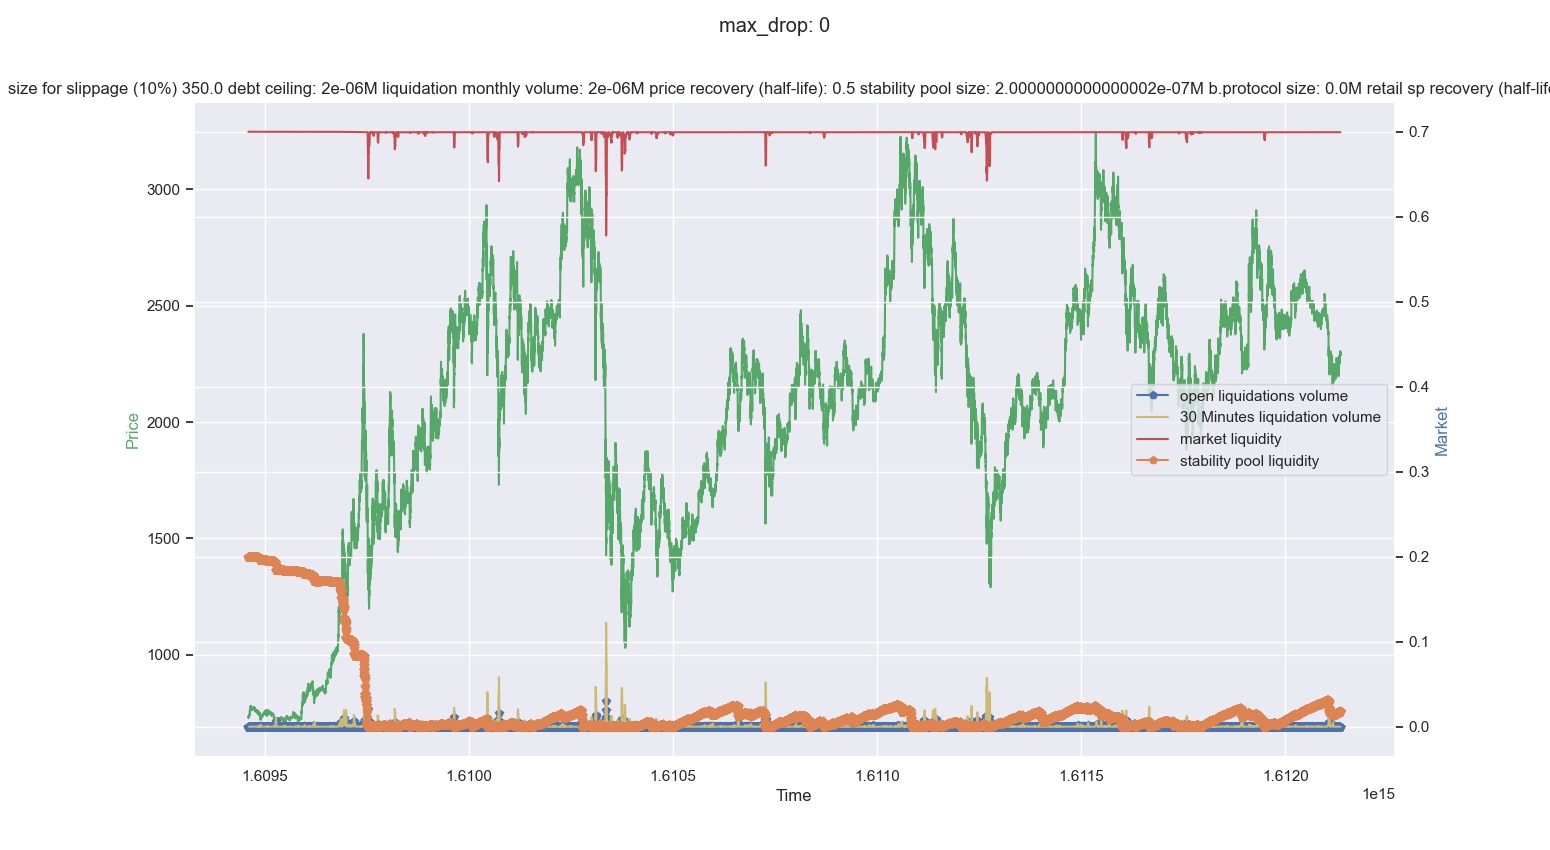 max_drop: 0
size for slippage (10%) 350.0 debt ceiling: 2e-06M liquidation monthly volume: 2e-06M price recovery (half-life): 0.5 stability pool size: 2.0000000000000002e-07M b.protocol size: 0.0M retail sp recovery (half-life
3000
2500
2000
1500
1000
Price
0.7
0.6
0.5
0.4
0.3
0.2
0.1
0.0
Market
open liquidations volume
30 Minutes liquidation volume
market liquidity
stability pool liquidity
1.6095
1.6100
1.6105
1.6110
1.6115
1.6120
Time
1e15